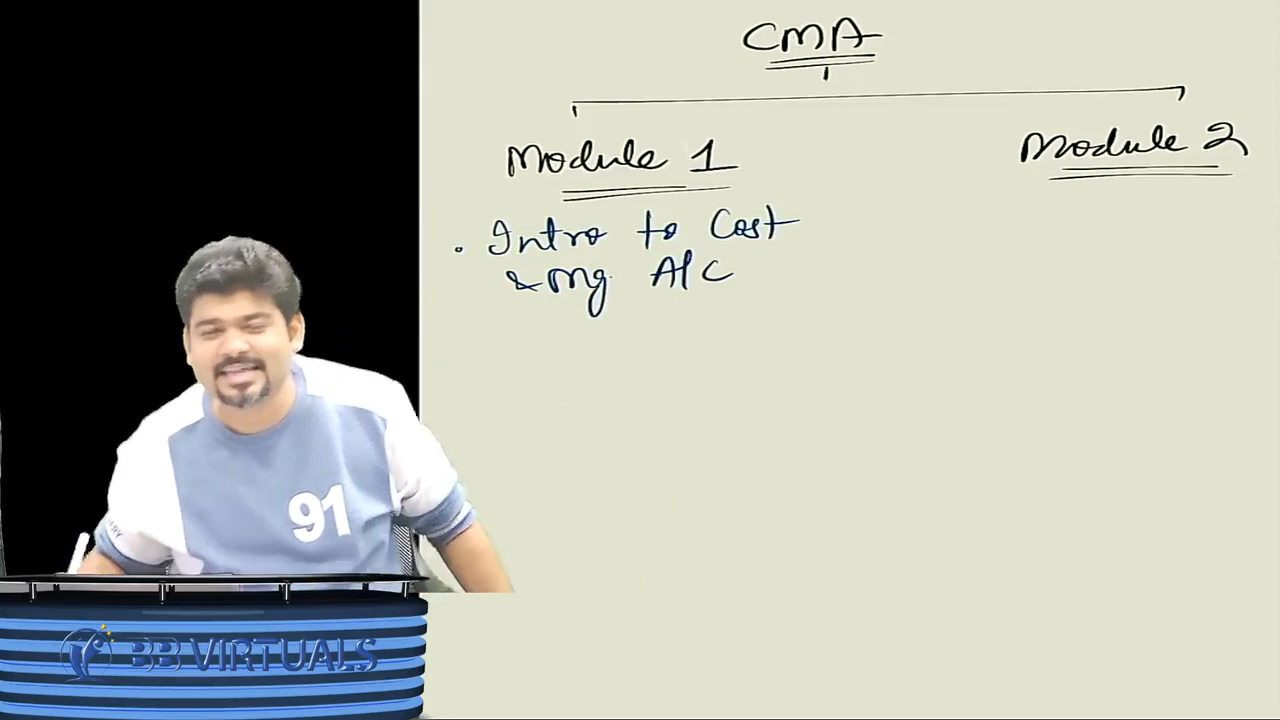 CMA
Module 1
Module 2
. Intro to Cost
& Mg. A/C
91
BB VIRTUALS